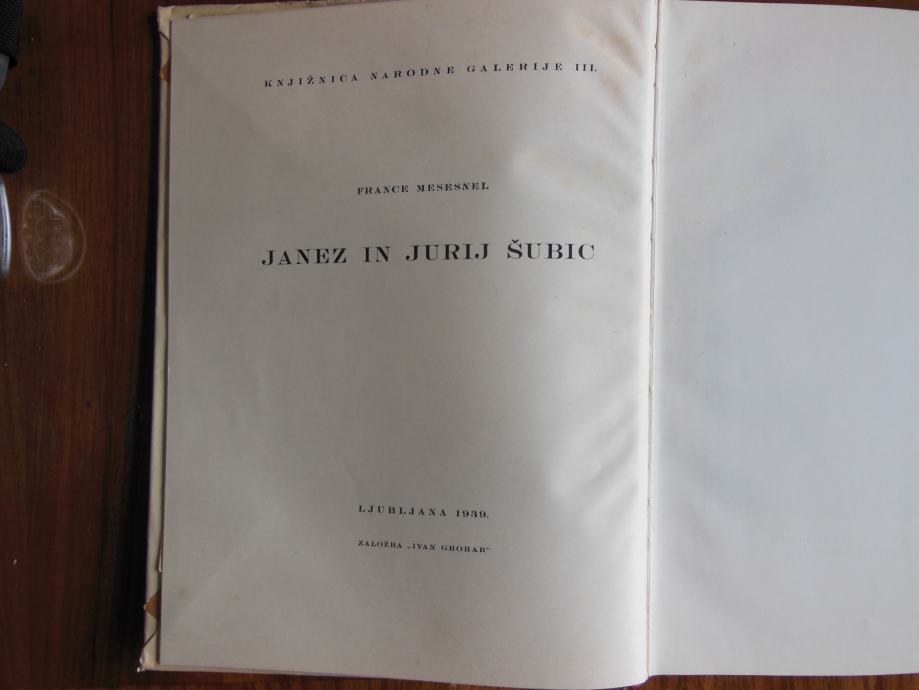 KNJIŽNICA NARODNE GALERIJE III.
FRANCE MESESNEL
JANEZ IN JURIJ ŠUBIC
LJUBLJANA 1939.
ZALOŽBA „IVAN GROHAR“